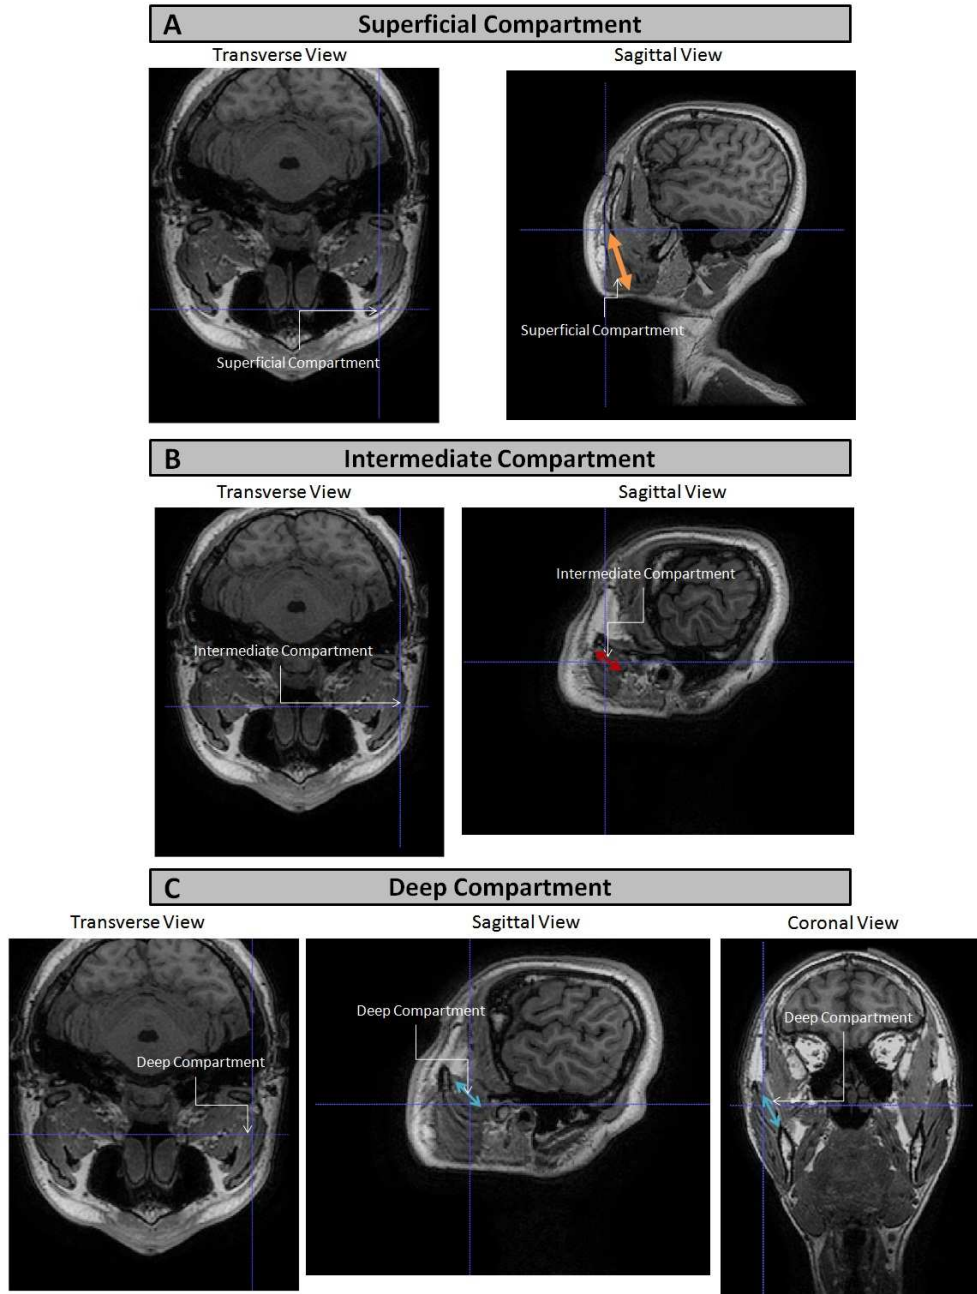 A Superficial Compartment
Transverse View
Sagittal View
Superficial Compartment
Superficial Compartment
B Intermediate Compartment
Transverse View
Sagittal View
Intermediate Compartment
Intermediate Compartment
C Deep Compartment
Transverse View
Sagittal View
Coronal View
Deep Compartment
Deep Compartment
Deep Compartment